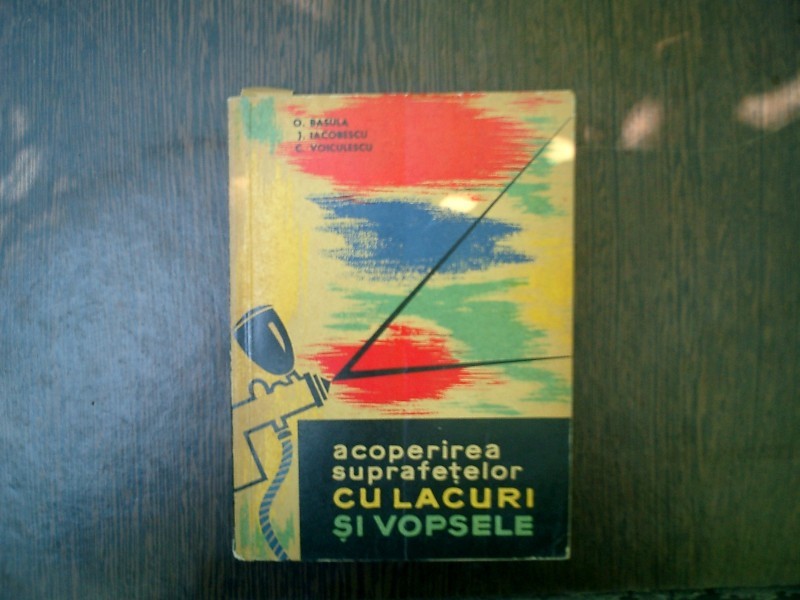 O. BASULA
J. IACOBESCU
C. VOICULESCU
acoperirea
suprafețelor
CU LACURI
ȘI VOPSELE